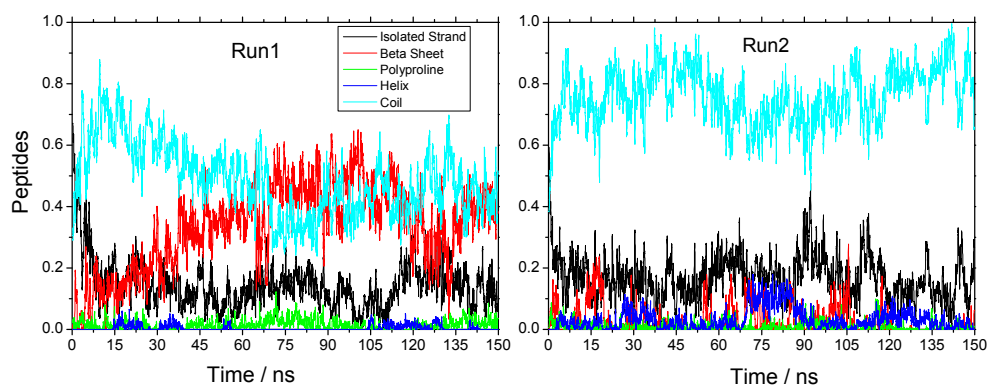 Peptides
1.0
0.8
0.6
0.4
0.2
0.0
Run1
Isolated Strand
Beta Sheet
Polyproline
Helix
Coil
0 15 30 45 60 75 90 105 120 135 150
Time / ns
1.0
0.8
0.6
0.4
0.2
0.0
Run2
0 15 30 45 60 75 90 105 120 135 150
Time / ns